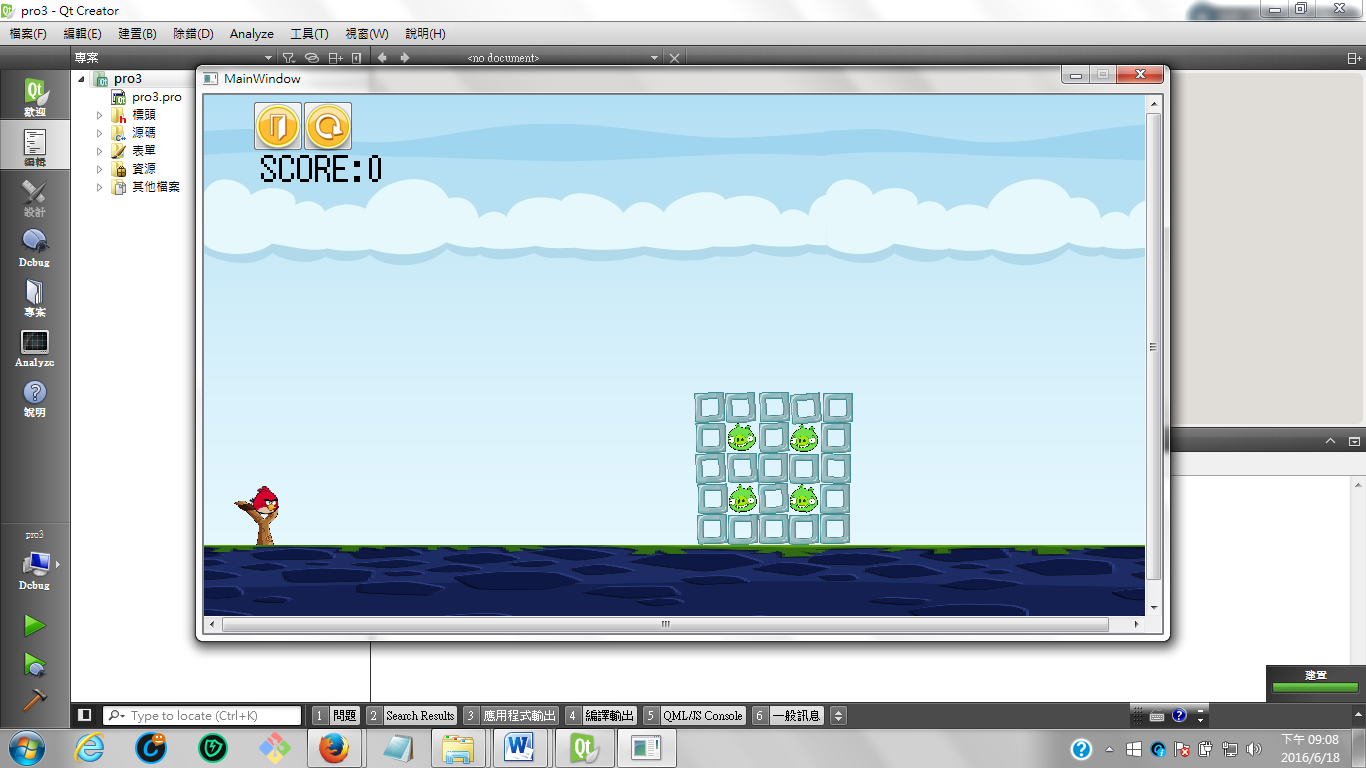 pro3 - Qt Creator
檔案(F) 編輯(E) 建置(B) 除錯(D) Analyze 工具(T) 視窗(W) 說明(H)
專案 <no document>
MainWindow
pro3
pro3.pro
標頭
源碼
表單
資源
其他檔案
Qt
歡迎
編輯
設計
Debug
專案
Analyze
說明
SCORE:0
pro3
Debug
建置
Type to locate (Ctrl+K) 1 問題 2 Search Results 3 應用程式輸出 4 編譯輸出 5 QML/JS Console 6 一般訊息
下午 09:08
2016/6/18